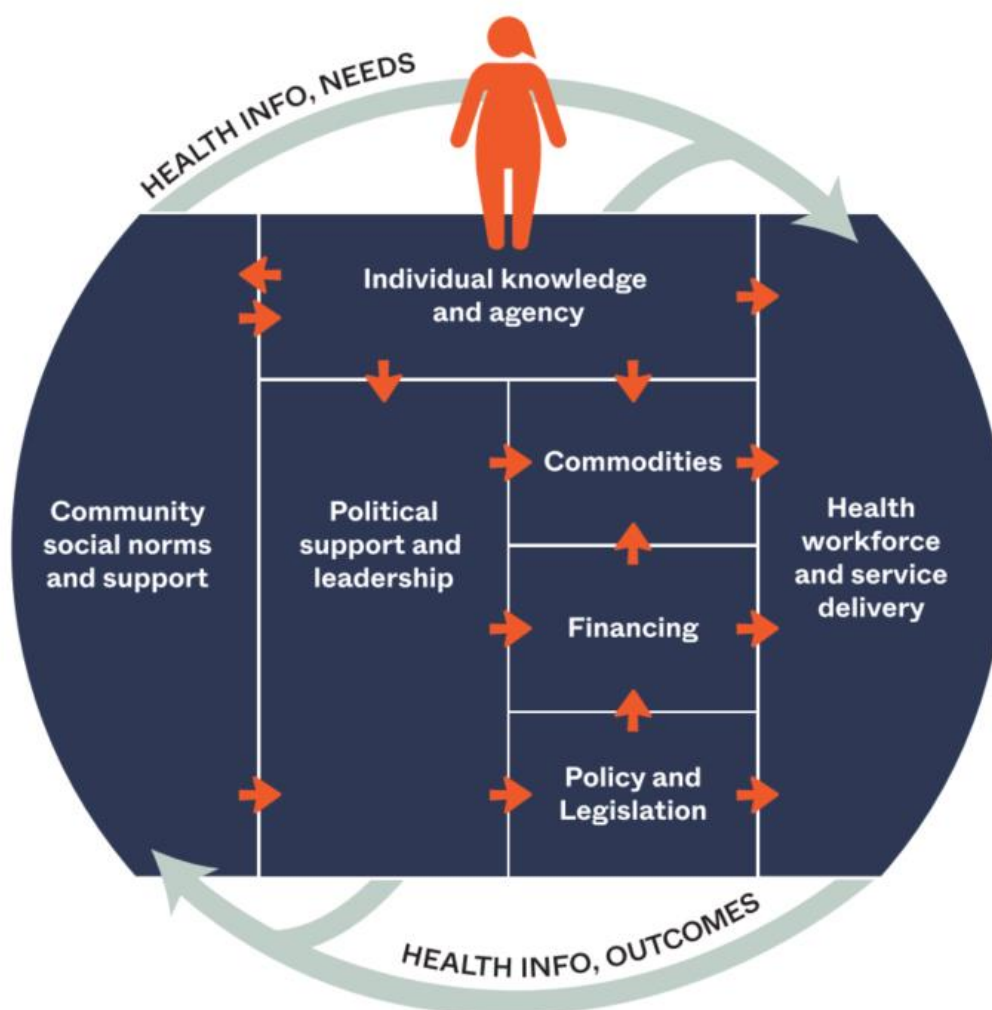 HEALTH INFO, NEEDS
Individual knowledge
and agency
Community
social norms
and support
Political
support and
leadership
Commodities
Financing
Policy and
Legislation
Health
workforce
and service
delivery
HEALTH INFO, OUTCOMES